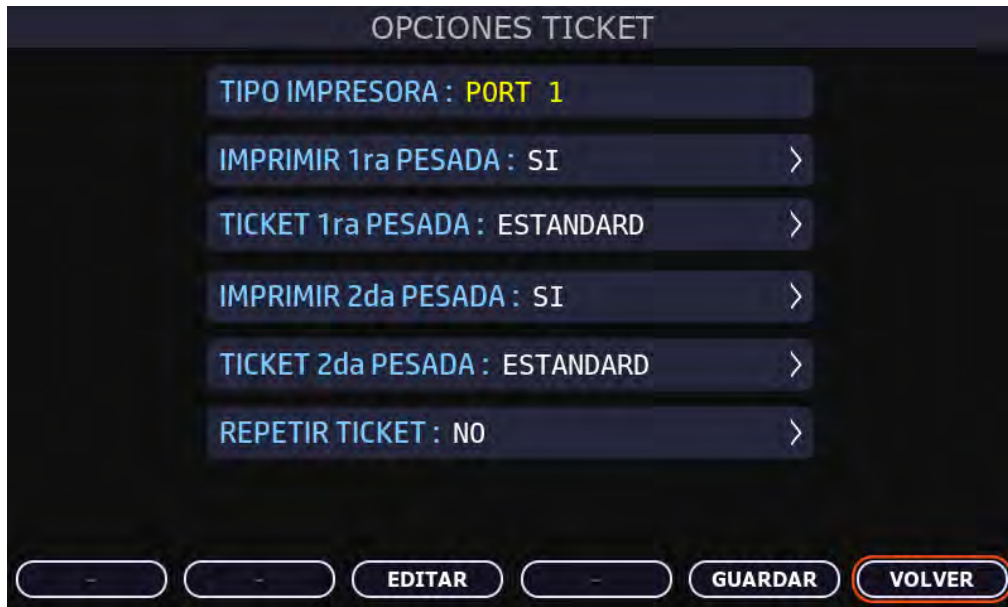 OPCIONES TICKET
TIPO IMPRESORA : PORT 1
IMPRIMIR 1ra PESADA : SI
TICKET 1ra PESADA : ESTANDARD
IMPRIMIR 2da PESADA : SI
TICKET 2da PESADA : ESTANDARD
REPETIR TICKET : NO
- - EDITAR - GUARDAR VOLVER